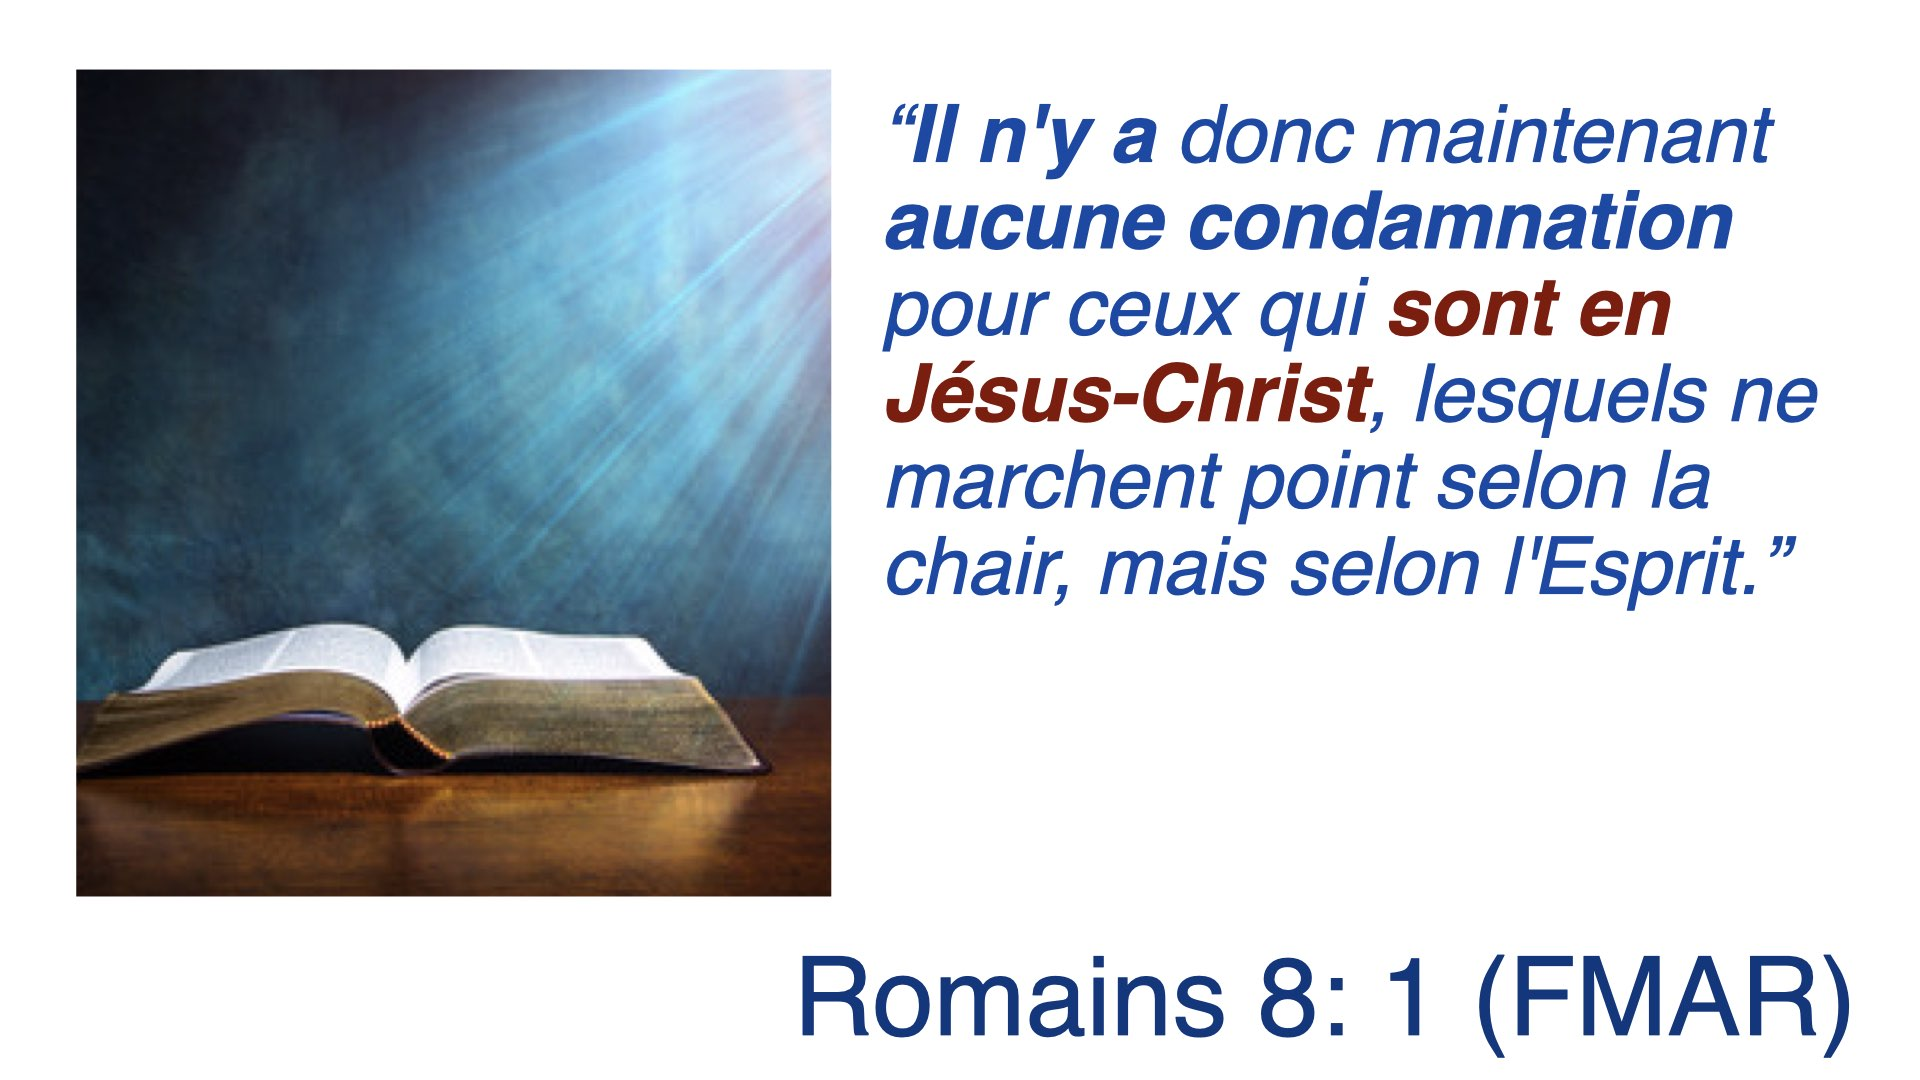 “Il n'y a donc maintenant
aucune condamnation
pour ceux qui sont en
Jésus-Christ, lesquels ne
marchent point selon la
chair, mais selon l'Esprit.”
Romains 8: 1 (FMAR)